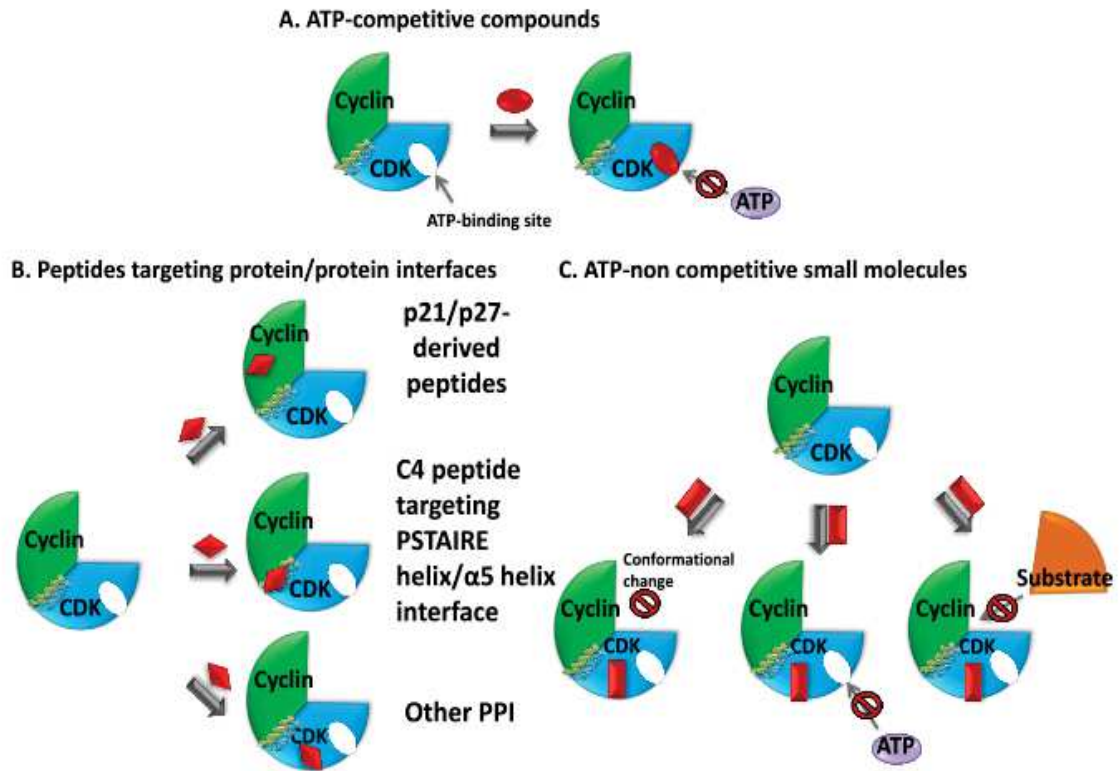 A. ATP-competitive compounds
Cyclin
CDK
ATP-binding site
Cyclin
CDK
ATP
B. Peptides targeting protein/protein interfaces
Cyclin
CDK
Cyclin
CDK
p21/p27-
derived
peptides
Cyclin
CDK
C4 peptide
targeting
PSTAIRE
helix/α5 helix
interface
Cyclin
CDK
Other PPI
C. ATP-non competitive small molecules
Cyclin
CDK
Conformational
change
Cyclin
CDK
Cyclin
CDK
ATP
Substrate
Cyclin
CDK